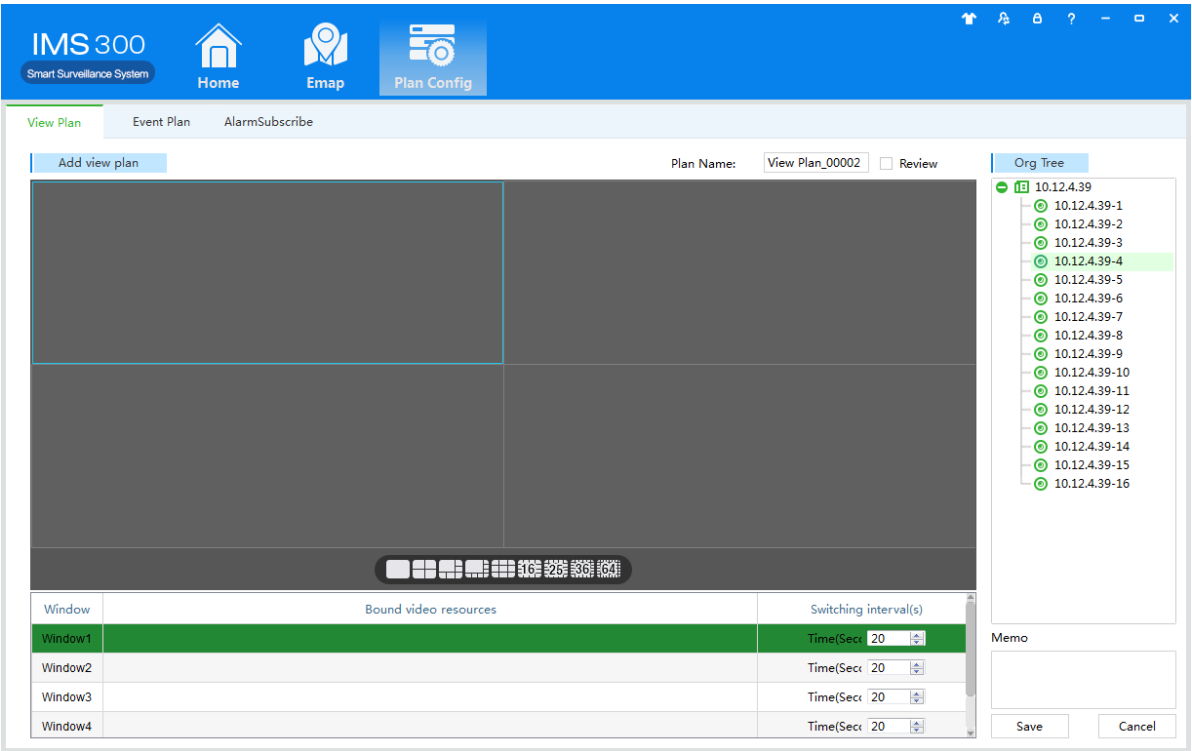 IMS 300
Smart Surveillance System
Home
Emap
Plan Config
?
View Plan
Event Plan
AlarmSubscribe
Add view plan
Plan Name:
View Plan_00002
Review
Org Tree
10.12.4.39
10.12.4.39-1
10.12.4.39-2
10.12.4.39-3
10.12.4.39-4
10.12.4.39-5
10.12.4.39-6
10.12.4.39-7
10.12.4.39-8
10.12.4.39-9
10.12.4.39-10
10.12.4.39-11
10.12.4.39-12
10.12.4.39-13
10.12.4.39-14
10.12.4.39-15
10.12.4.39-16
16 25 36 64
Window Bound video resources Switching interval(s)
Window1 Time(Sec 20
Window2 Time(Sec 20
Window3 Time(Sec 20
Window4 Time(Sec 20
Memo
Save
Cancel